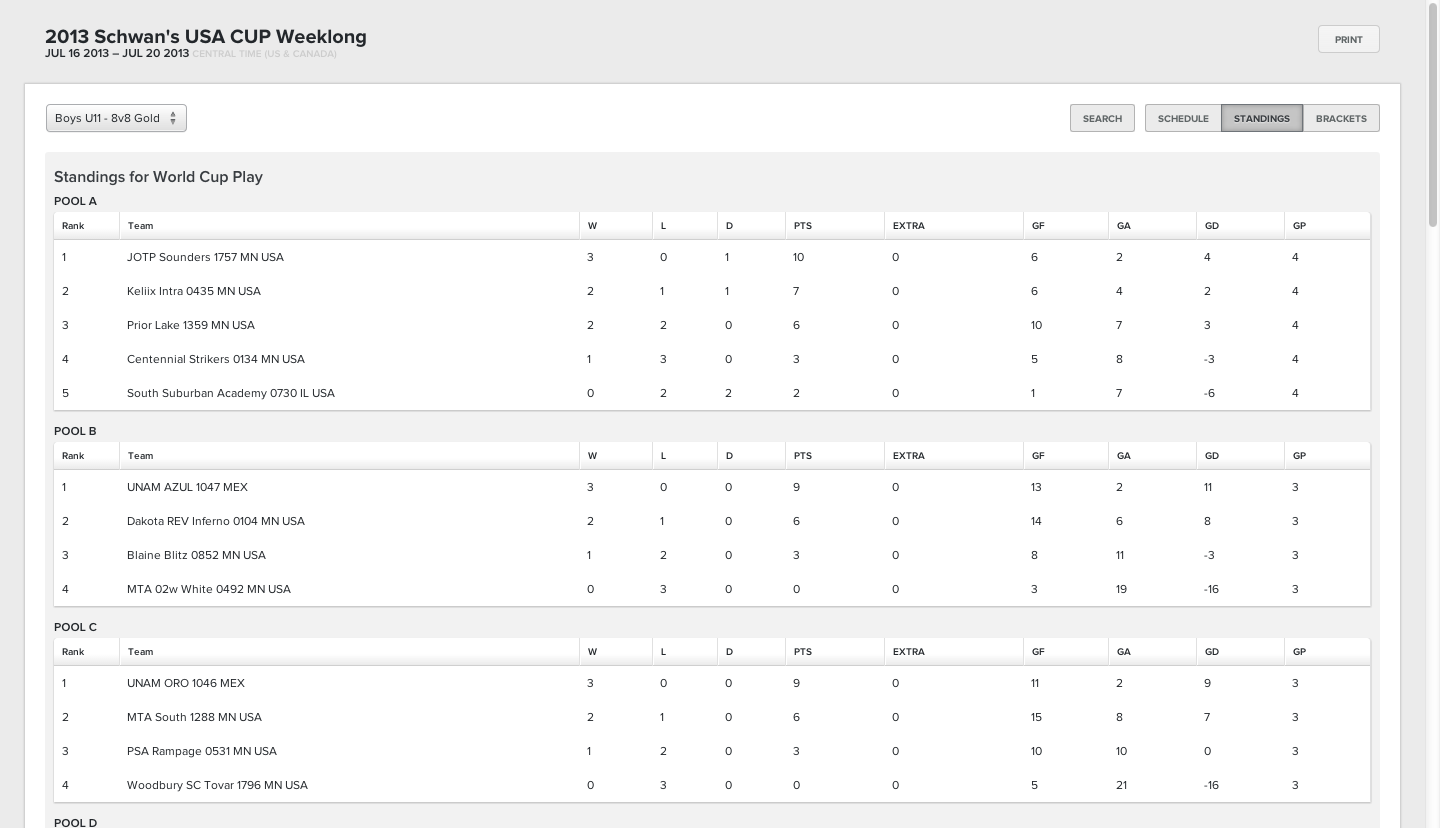 2013 Schwan's USA CUP Weeklong
JUL 16 2013 – JUL 20 2013 CENTRAL TIME (US & CANADA)
PRINT
Boys U11 - 8v8 Gold
SEARCH SCHEDULE STANDINGS BRACKETS
Standings for World Cup Play
POOL A
Rank Team W L D PTS EXTRA GF GA GD GP
1 JOTP Sounders 1757 MN USA 3 0 1 10 0 6 2 4 4
2 Keliix Intra 0435 MN USA 2 1 1 7 0 6 4 2 4
3 Prior Lake 1359 MN USA 2 2 0 6 0 10 7 3 4
4 Centennial Strikers 0134 MN USA 1 3 0 3 0 5 8 -3 4
5 South Suburban Academy 0730 IL USA 0 2 2 2 0 1 7 -6 4
POOL B
Rank Team W L D PTS EXTRA GF GA GD GP
1 UNAM AZUL 1047 MEX 3 0 0 9 0 13 2 11 3
2 Dakota REV Inferno 0104 MN USA 2 1 0 6 0 14 6 8 3
3 Blaine Blitz 0852 MN USA 1 2 0 3 0 8 11 -3 3
4 MTA 02w White 0492 MN USA 0 3 0 0 0 3 19 -16 3
POOL C
Rank Team W L D PTS EXTRA GF GA GD GP
1 UNAM ORO 1046 MEX 3 0 0 9 0 11 2 9 3
2 MTA South 1288 MN USA 2 1 0 6 0 15 8 7 3
3 PSA Rampage 0531 MN USA 1 2 0 3 0 10 10 0 3
4 Woodbury SC Tovar 1796 MN USA 0 3 0 0 0 5 21 -16 3
POOL D